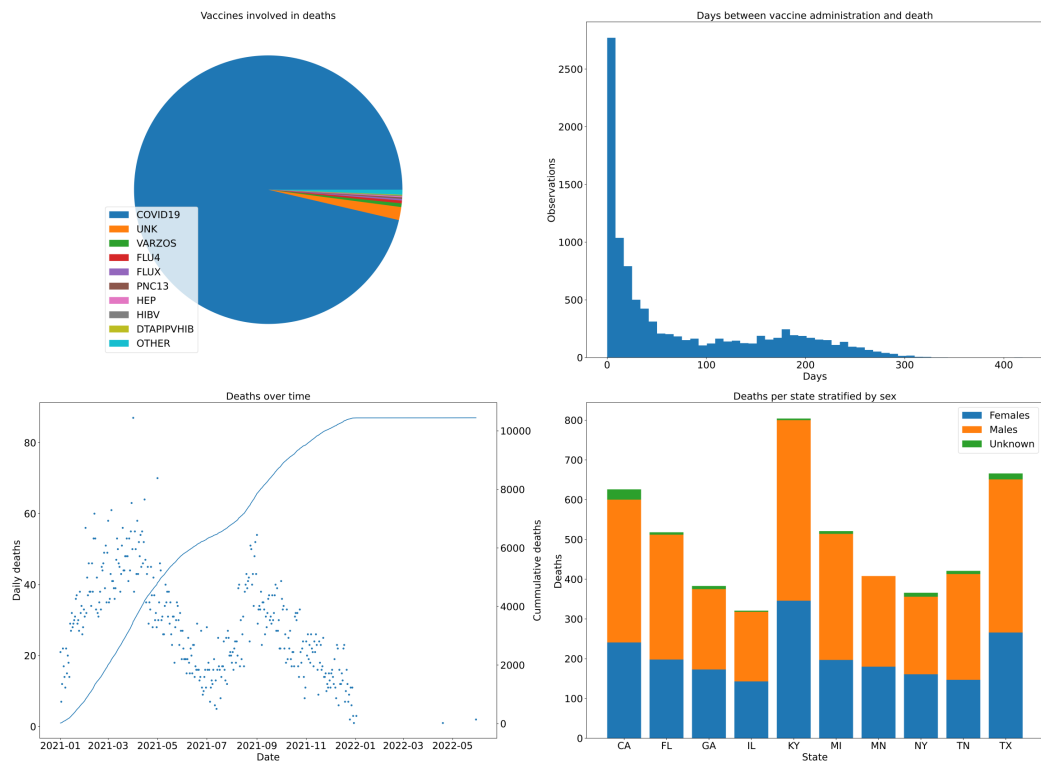 Vaccines involved in deaths
COVID19
UNK
VARZOS
FLU4
FLUX
PNC13
HEP
HIBV
DTAPIPVHIB
OTHER
Days between vaccine administration and death
Observations
2500
2000
1500
1000
500
0
0 100 200 300 400
Days
Deaths over time
Daily deaths
80
60
40
20
0
10000
8000
6000
4000
2000
0
Cummulative deaths
2021-01 2021-03 2021-05 2021-07 2021-09 2021-11 2022-01 2022-03 2022-05
Date
Deaths per state stratified by sex
Females
Males
Unknown
Deaths
800
700
600
500
400
300
200
100
0
CA FL GA IL KY MI MN NY TN TX
State